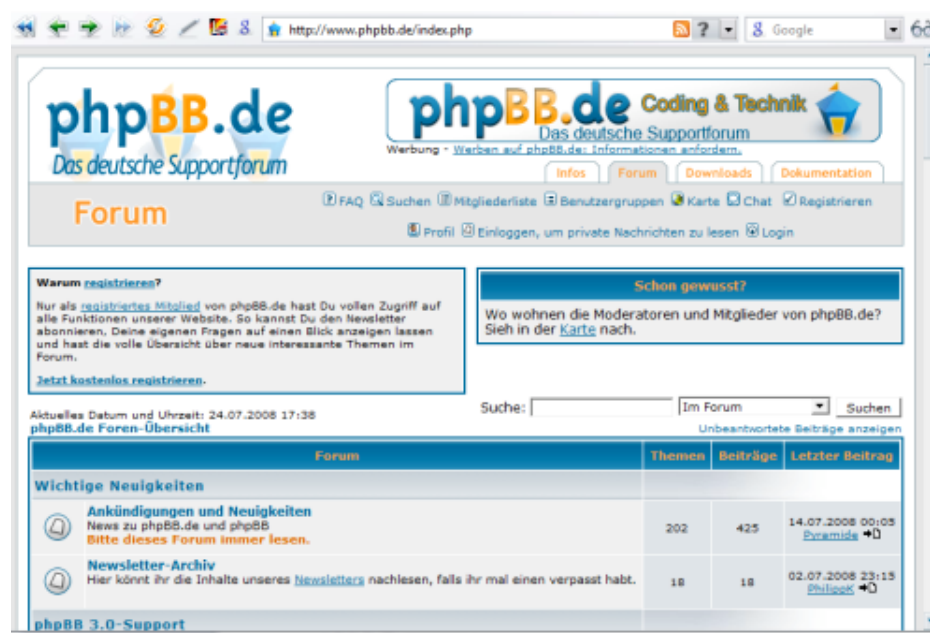 http://www.phpbb.de/index.php
Google
phpBB.de
Das deutsche Supportforum
phpBB.de Coding & Technik
Das deutsche Supportforum
Werbung - Werben auf phpBB.de: Informationen anfordern.
Infos Forum Downloads Dokumentation
Forum
FAQ Suchen Mitgliederliste Benutzergruppen Karte Chat Registrieren
Profil Einloggen, um private Nachrichten zu lesen Login
Warum registrieren?
Nur als registriertes Mitglied von phpBB.de hast Du vollen Zugriff auf
alle Funktionen unserer Website. So kannst Du den Newsletter
abonnieren, Deine eigenen Fragen auf einen Blick anzeigen lassen
und hast die volle Übersicht über neue interessante Themen im
Forum.
Jetzt kostenlos registrieren.
Schon gewusst?
Wo wohnen die Moderatoren und Mitglieder von phpBB.de?
Sieh in der Karte nach.
Aktuelles Datum und Uhrzeit: 24.07.2008 17:38
phpBB.de Foren-Übersicht
Suche: Im Forum Suchen
Unbeantwortete Beiträge anzeigen
Forum Themen Beiträge Letzter Beitrag
Wichtige Neuigkeiten
Ankündigungen und Neuigkeiten
News zu phpBB.de und phpBB
Bitte dieses Forum immer lesen.
202 425 14.07.2008 00:05
Pyramide
Newsletter-Archiv
Hier könnt ihr die Inhalte unseres Newsletters nachlesen, falls ihr mal einen verpasst habt.
18 18 02.07.2008 23:15
PhilippK
phpBB 3.0-Support